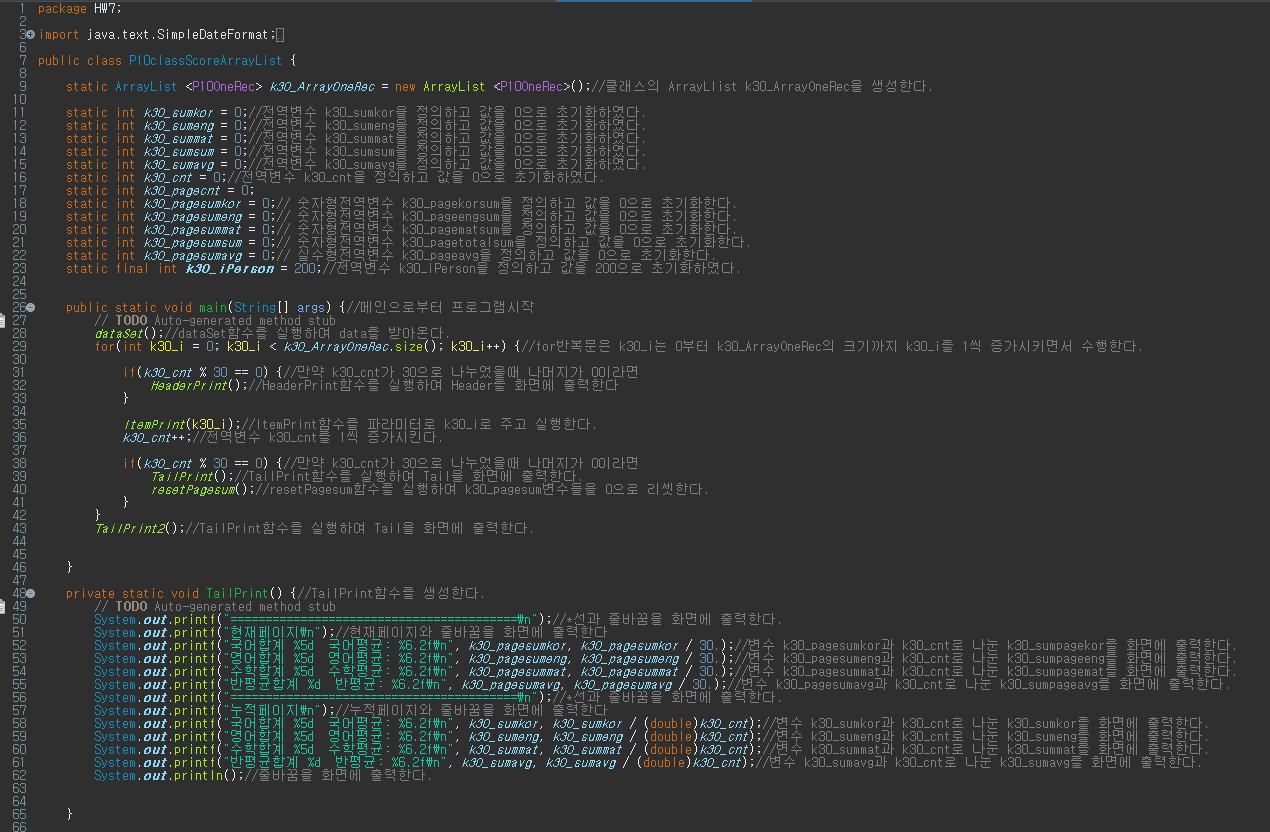 1 package HW7;
2
3 import java.text.SimpleDateFormat;
6
7 public class P10classScoreArrayList {
8
9 static ArrayList <P10OneRec> k30_ArrayOneRec = new ArrayList <P10OneRec>();//클래스의 ArrayLlist k30_ArrayOneRec을 생성한다.
10
11 static int k30_sumkor = 0;//전역변수 k30_sumkor을 정의하고 값을 0으로 초기화하였다.
12 static int k30_sumeng = 0;//전역변수 k30_sumeng를 정의하고 값을 0으로 초기화하였다.
13 static int k30_summat = 0;//전역변수 k30_summat를 정의하고 값을 0으로 초기화하였다.
14 static int k30_sumsum = 0;//전역변수 k30_sumsum를 정의하고 값을 0으로 초기화하였다.
15 static int k30_sumavg = 0;//전역변수 k30_sumavg를 정의하고 값을 0으로 초기화하였다.
16 static int k30_cnt = 0;//전역변수 k30_cnt을 정의하고 값을 0으로 초기화하였다.
17 static int k30_pagecnt = 0;
18 static int k30_pagesumkor = 0;// 숫자형전역변수 k30_pagekorsum을 정의하고 값을 0으로 초기화한다.
19 static int k30_pagesumeng = 0;// 숫자형전역변수 k30_pageengsum을 정의하고 값을 0으로 초기화한다.
20 static int k30_pagesummat = 0;// 숫자형전역변수 k30_pagematsum을 정의하고 값을 0으로 초기화한다.
21 static int k30_pagesumsum = 0;// 숫자형전역변수 k30_pagetotalsum을 정의하고 값을 0으로 초기화한다.
22 static int k30_pagesumavg = 0;// 실수형전역변수 k30_pageavg를 정의하고 값을 0으로 초기화한다.
23 static final int k30_iPerson = 200;//전역변수 k30_iPerson을 정의하고 값을 200으로 초기화하였다.
24
25
26 public static void main(String[] args) {//메인으로부터 프로그램시작
27 // TODO Auto-generated method stub
28 dataSet();//dataSet함수를 실행하여 data를 받아온다.
29 for(int k30_i = 0; k30_i < k30_ArrayOneRec.size(); k30_i++) {//for반복문은 k30_i는 0부터 k30_ArrayOneRec의 크기까지 k30_i를 1씩 증가시키면서 수행한다.
30
31 if(k30_cnt % 30 == 0) {//만약 k30_cnt가 30으로 나누었을때 나머지가 0이라면
32 HeaderPrint();//HeaderPrint함수를 실행하여 Header를 화면에 출력한다
33 }
34
35 ItemPrint(k30_i);//ItemPrint함수를 파라미터로 k30_i로 주고 실행한다.
36 k30_cnt++;//전역변수 k30_cnt를 1씩 증가시킨다.
37
38 if(k30_cnt % 30 == 0) {//만약 k30_cnt가 30으로 나누었을때 나머지가 0이라면
39 TailPrint();//TailPrint함수를 실행하여 Tail을 화면에 출력한다.
40 resetPagesum();//resetPagesum함수를 실행하여 k30_pagesum변수들을 0으로 리셋한다.
41 }
42 }
43 TailPrint2();//TailPrint함수를 실행하여 Tail을 화면에 출력한다.
44
45
46 }
47
48 private static void TailPrint() {//TailPrint함수를 생성한다.
49 // TODO Auto-generated method stub
50 System.out.printf("=========================================\n");//*선과 줄바꿈을 화면에 출력한다.
51 System.out.printf("현재페이지\n");//현재페이지와 줄바꿈을 화면에 출력한다
52 System.out.printf("국어합계 %5d 국어평균: %6.2f\n", k30_pagesumkor, k30_pagesumkor / 30.);//변수 k30_pagesumkor과 k30_cnt로 나눈 k30_sumpagekor을 화면에 출력한다.
53 System.out.printf("영어합계 %5d 영어평균: %6.2f\n", k30_pagesumeng, k30_pagesumeng / 30.);//변수 k30_pagesumeng과 k30_cnt로 나눈 k30_sumpageeng을 화면에 출력한다.
54 System.out.printf("수학합계 %5d 수학평균: %6.2f\n", k30_pagesummat, k30_pagesummat / 30.);//변수 k30_pagesummat과 k30_cnt로 나눈 k30_sumpagemat을 화면에 출력한다.
55 System.out.printf("반평균합계 %d 반평균: %6.2f\n", k30_pagesumavg, k30_pagesumavg / 30.);//변수 k30_pagesumavg과 k30_cnt로 나눈 k30_sumpageavg을 화면에 출력한다.
56 System.out.printf("=========================================\n");//*선과 줄바꿈을 화면에 출력한다.
57 System.out.printf("누적페이지\n");//누적페이지와 줄바꿈을 화면에 출력한다
58 System.out.printf("국어합계 %5d 국어평균: %6.2f\n", k30_sumkor, k30_sumkor / (double)k30_cnt);//변수 k30_sumkor과 k30_cnt로 나눈 k30_sumkor을 화면에 출력한다.
59 System.out.printf("영어합계 %5d 영어평균: %6.2f\n", k30_sumeng, k30_sumeng / (double)k30_cnt);//변수 k30_sumeng과 k30_cnt로 나눈 k30_sumeng을 화면에 출력한다.
60 System.out.printf("수학합계 %5d 수학평균: %6.2f\n", k30_summat, k30_summat / (double)k30_cnt);//변수 k30_summat과 k30_cnt로 나눈 k30_summat을 화면에 출력한다.
61 System.out.printf("반평균합계 %d 반평균: %6.2f\n", k30_sumavg, k30_sumavg / (double)k30_cnt);//변수 k30_sumavg과 k30_cnt로 나눈 k30_sumavg을 화면에 출력한다.
62 System.out.println();//줄바꿈을 화면에 출력한다.
63
64
65 }
66